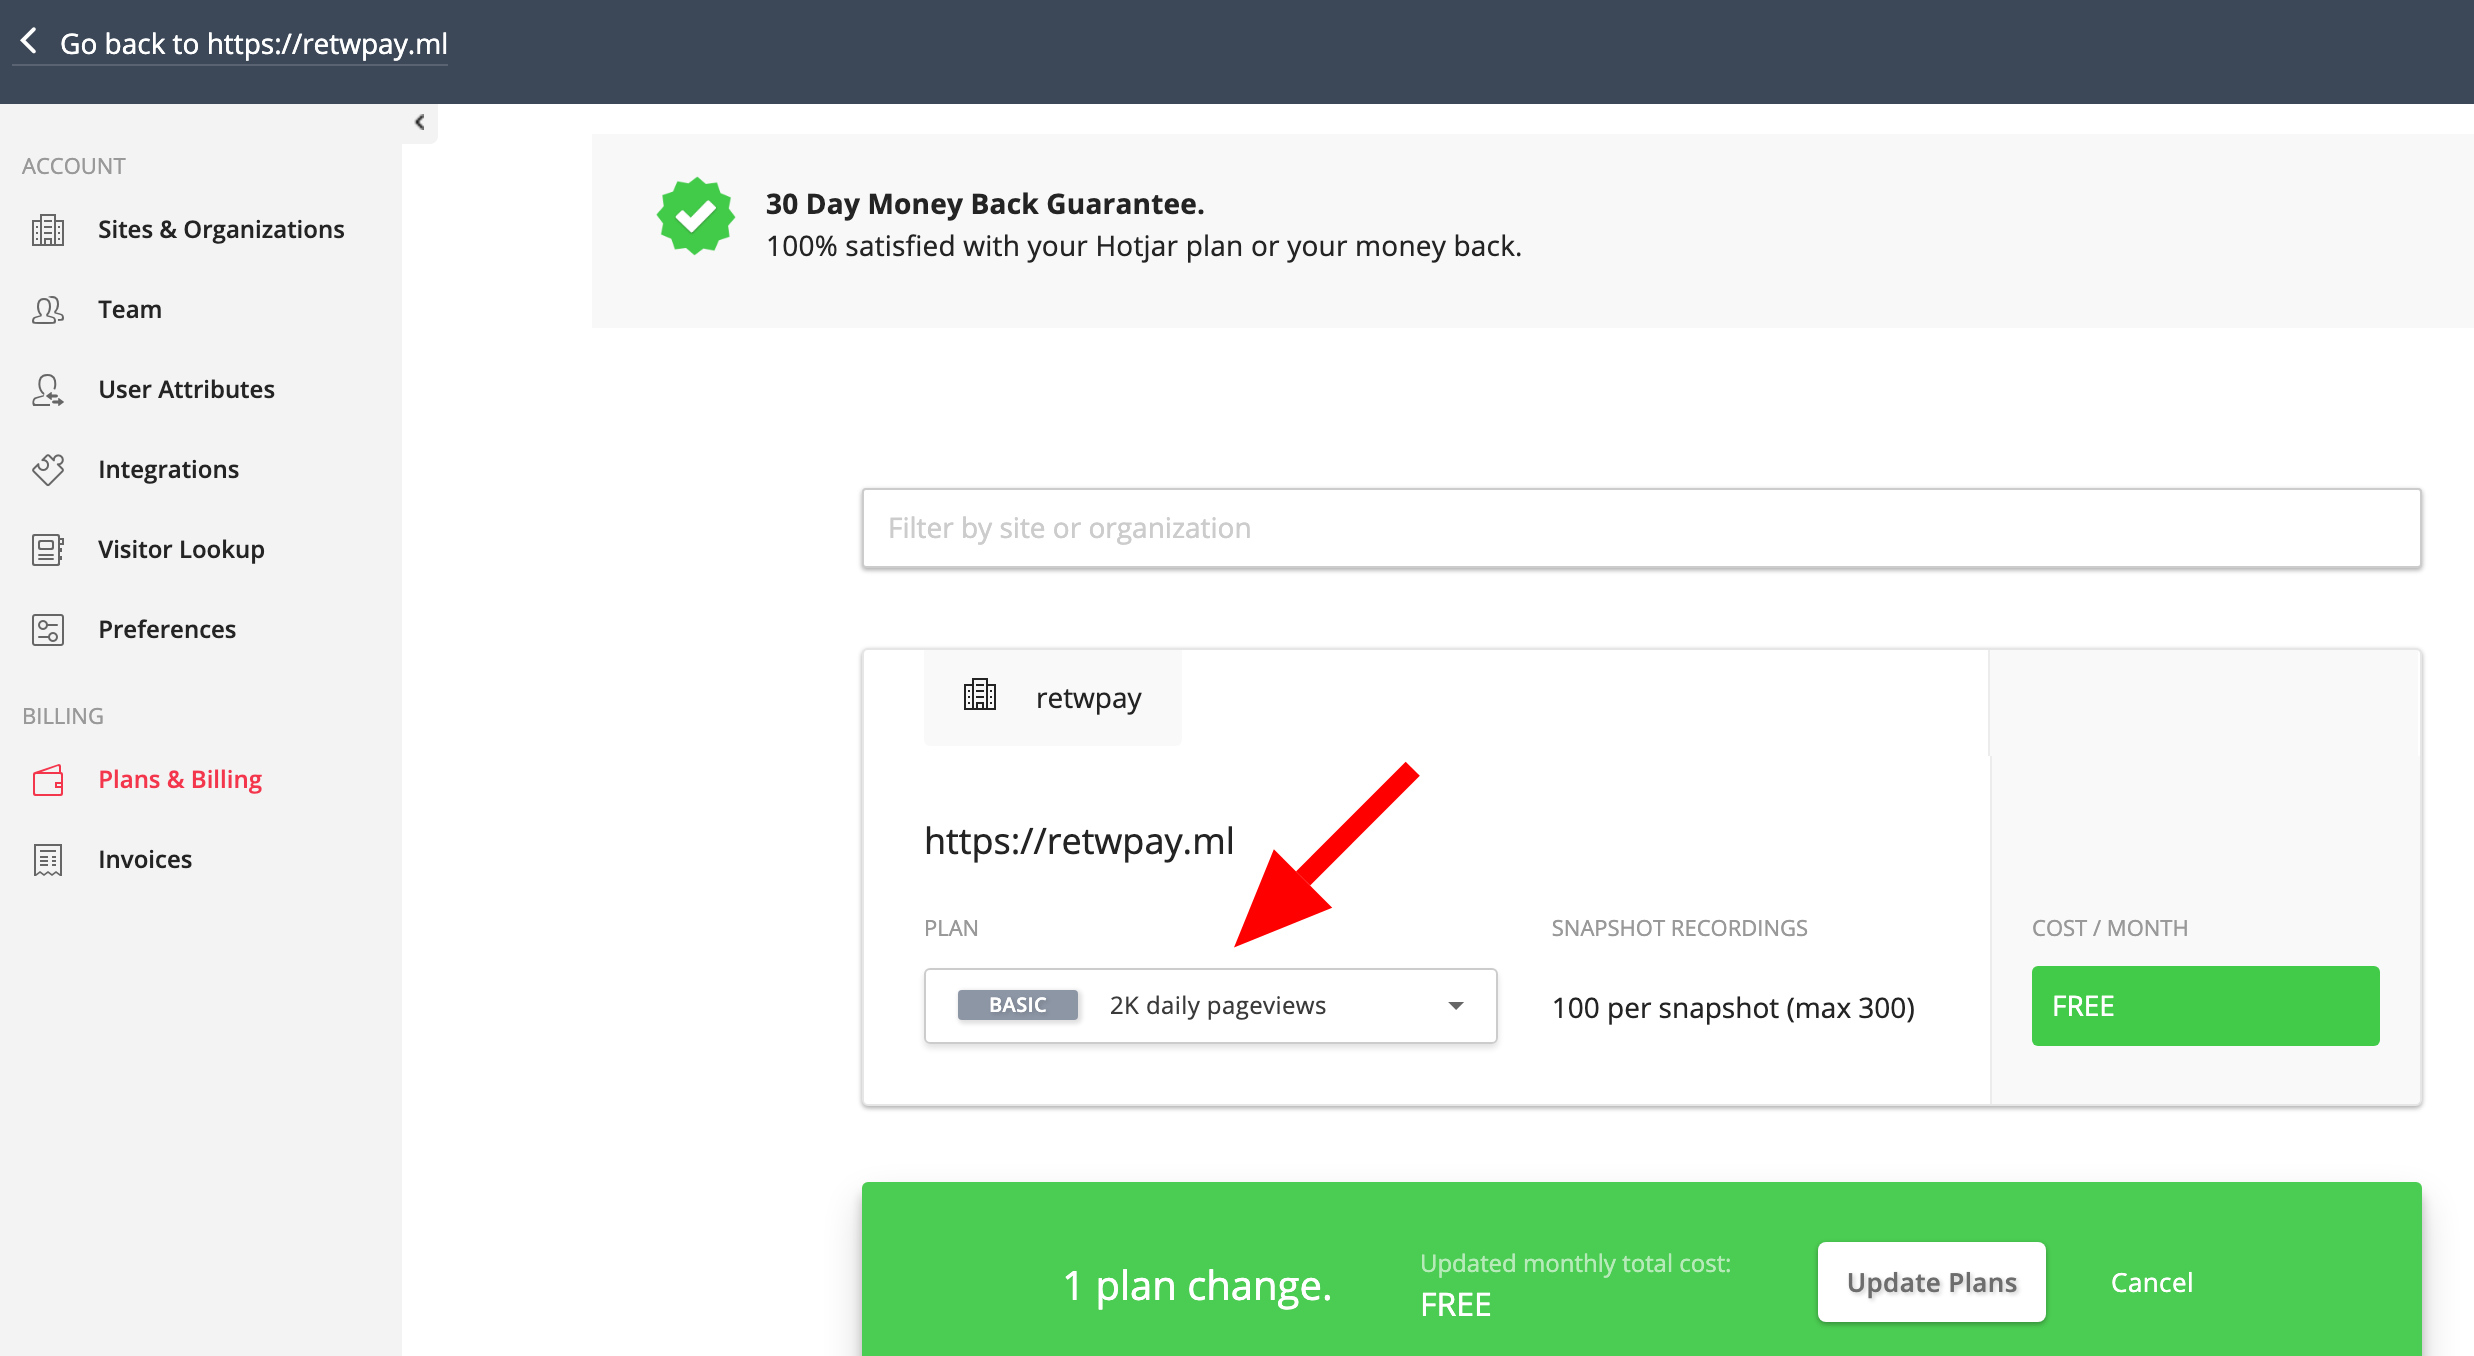 Go back to https://retwpay.ml
ACCOUNT
Sites & Organizations
Team
User Attributes
Integrations
Visitor Lookup
Preferences
BILLING
Plans & Billing
Invoices
30 Day Money Back Guarantee.
100% satisfied with your Hotjar plan or your money back.
Filter by site or organization
retwpay
https://retwpay.ml
PLAN
SNAPSHOT RECORDINGS
COST / MONTH
BASIC 2K daily pageviews
100 per snapshot (max 300)
FREE
1 plan change.
Updated monthly total cost:
FREE
Update Plans
Cancel